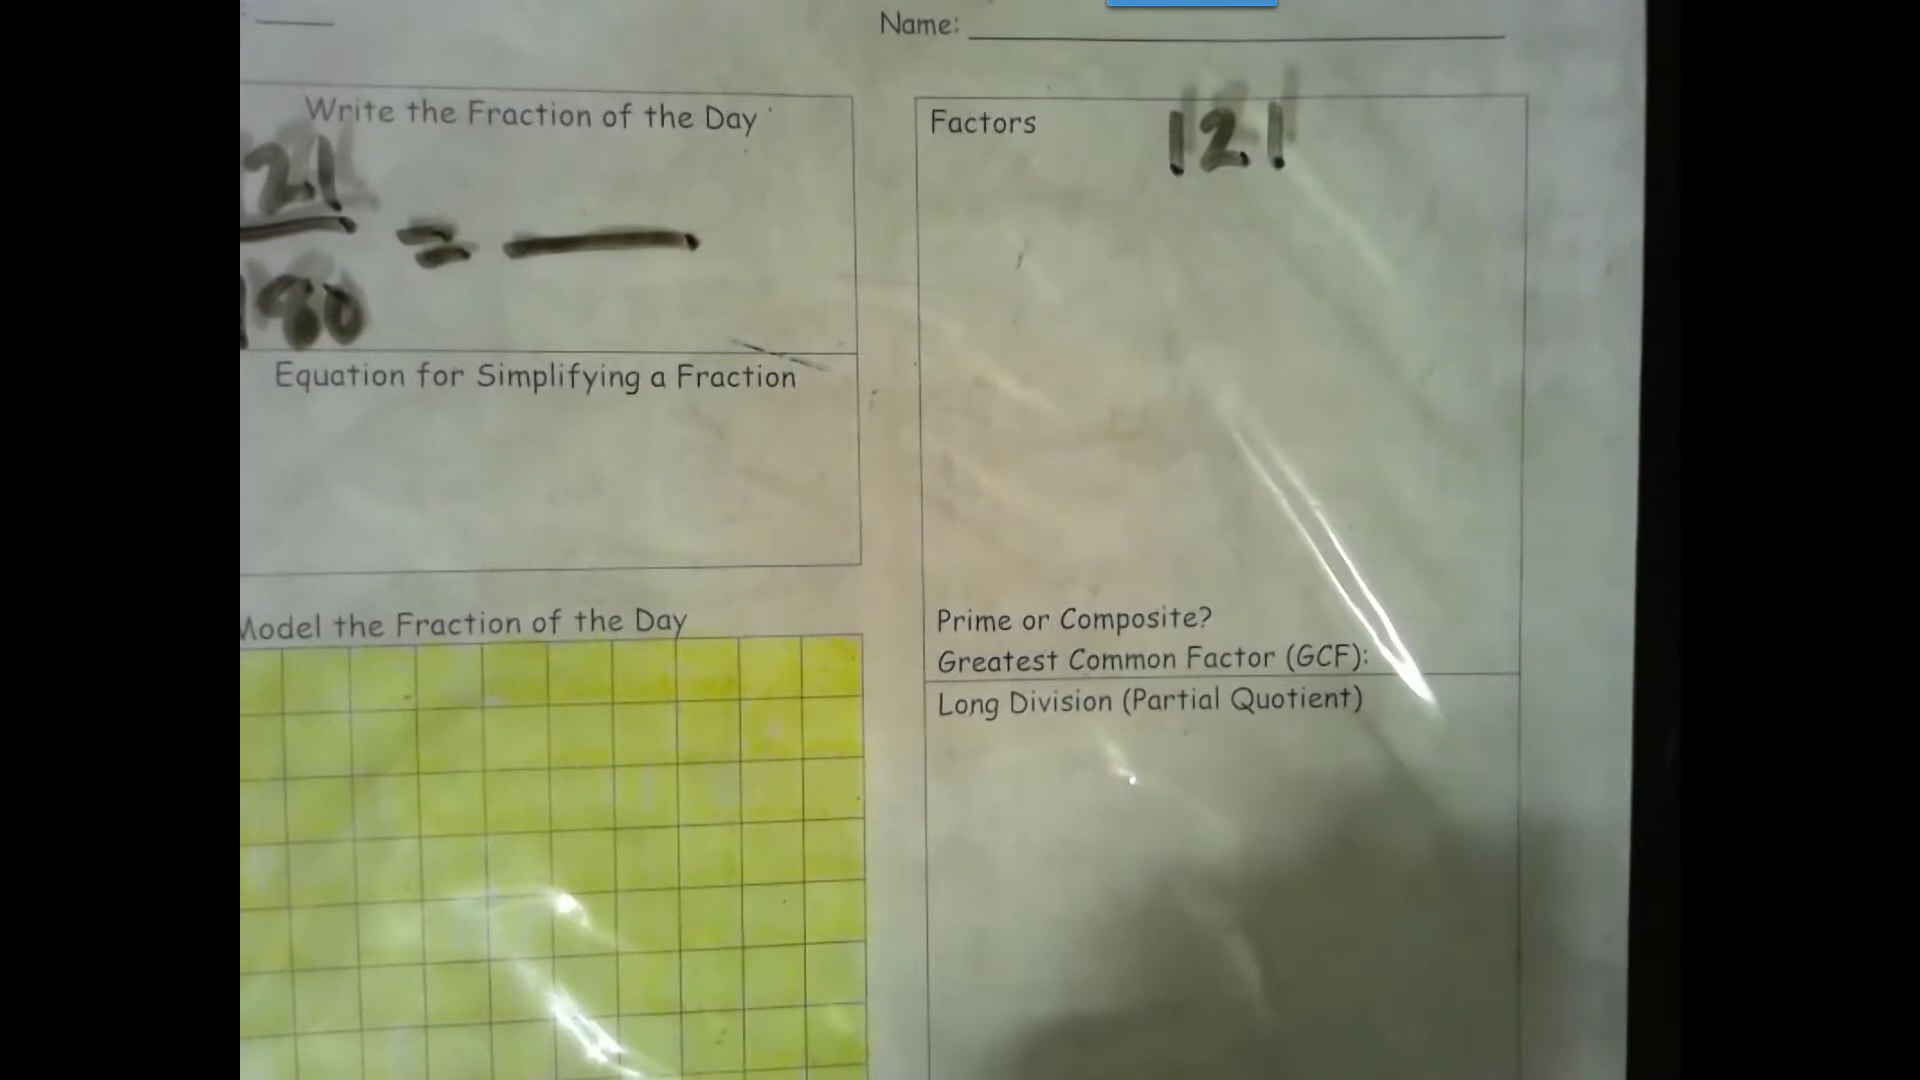 Name:
Write the Fraction of the Day
21
=
180
Equation for Simplifying a Fraction
Model the Fraction of the Day
Factors
121
Prime or Composite?
Greatest Common Factor (GCF):
Long Division (Partial Quotient)